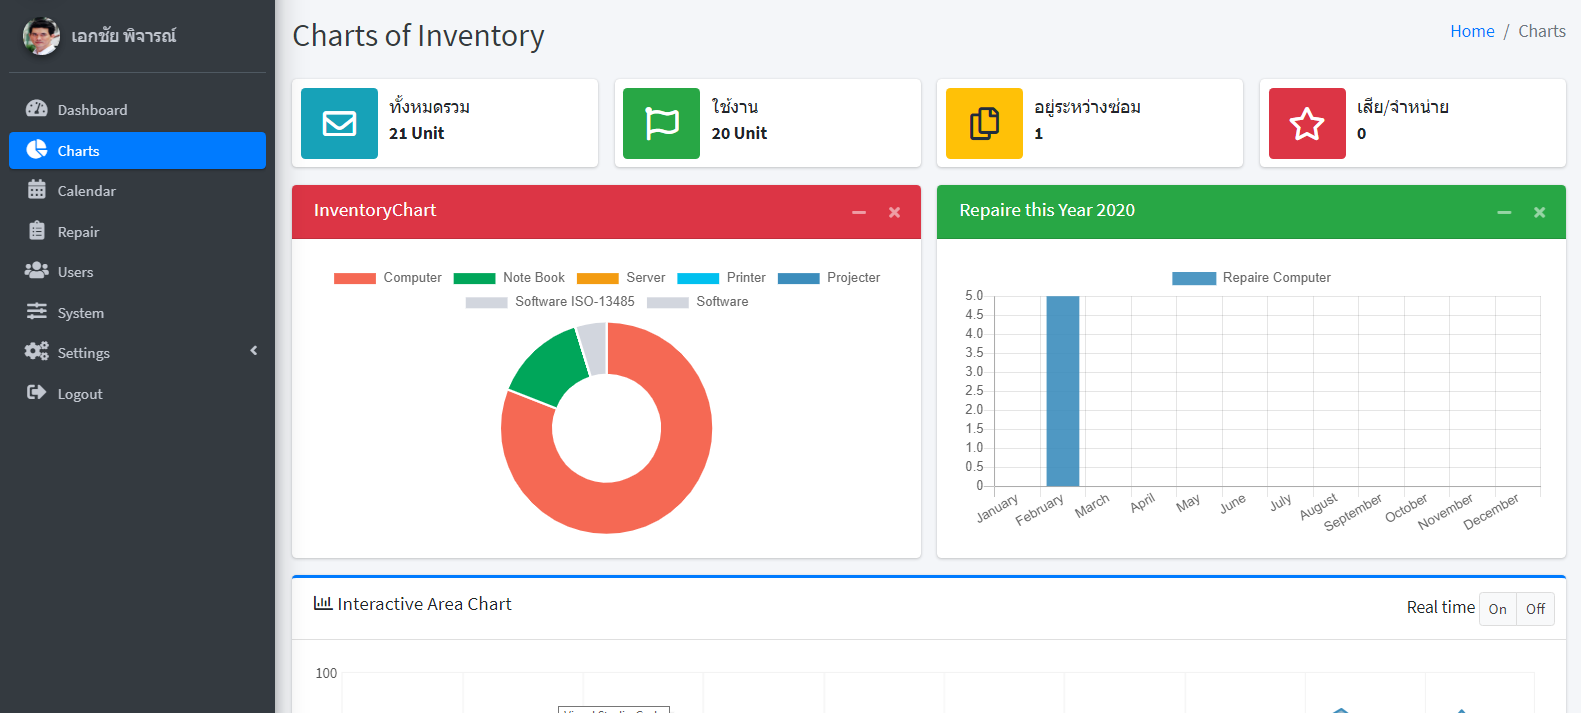 เอกชัย พิจารณ์
Dashboard
Charts
Calendar
Repair
Users
System
Settings
Logout
Charts of Inventory
Home / Charts
ทั้งหมดรวม
21 Unit
ใช้งาน
20 Unit
อยู่ระหว่างซ่อม
1
เสีย/จำหน่าย
0
InventoryChart
Computer Note Book Server Printer Projecter
Software ISO-13485 Software
Repaire this Year 2020
Repaire Computer
5.0
4.5
4.0
3.5
3.0
2.5
2.0
1.5
1.0
0.5
0
January February March April May June July August September October November December
Interactive Area Chart
Real time On Off
100